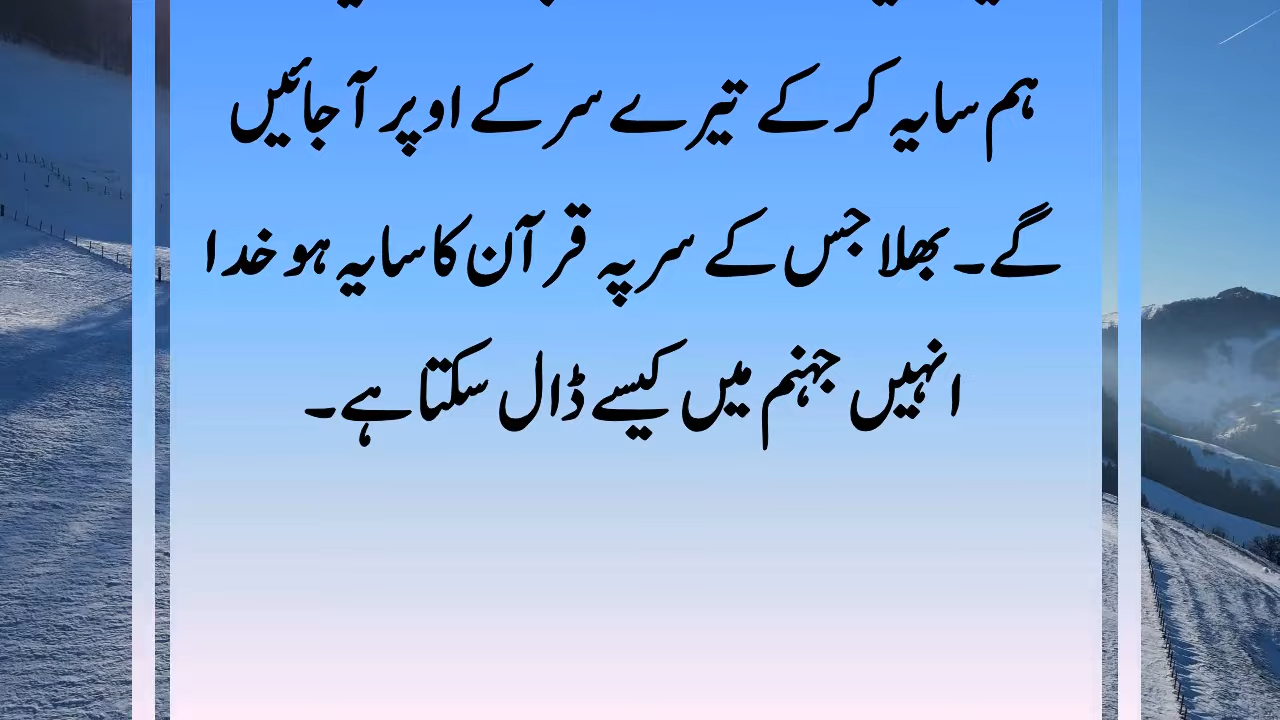 ہم سایہ کر کے تیرے سر کے اوپر آ جائیں
گے۔ بھلا جس کے سر پہ قرآن کا سایہ ہو خدا
انہیں جہنم میں کیسے ڈال سکتا ہے۔